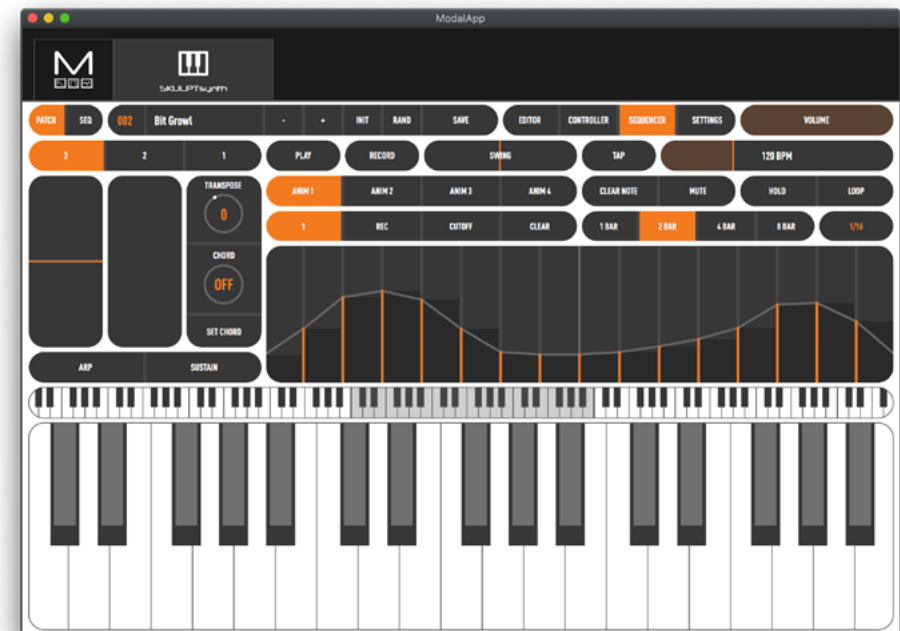 ModalApp
M
SKULPTsynth
PATCH SEQ 002 Bit Growl - + INIT RAND SAVE EDITOR CONTROLLER SEQUENCER SETTINGS VOLUME
3 2 1 PLAY RECORD SWING TAP 120 BPM
TRANSPOSE ANIM 1 ANIM 2 ANIM 3 ANIM 4 CLEAR NOTE MUTE HOLD LOOP
0 1 REC CUTOFF CLEAR 1 BAR 2 BAR 4 BAR 8 BAR 1/16
CHORD
OFF
SET CHORD
ARP SUSTAIN